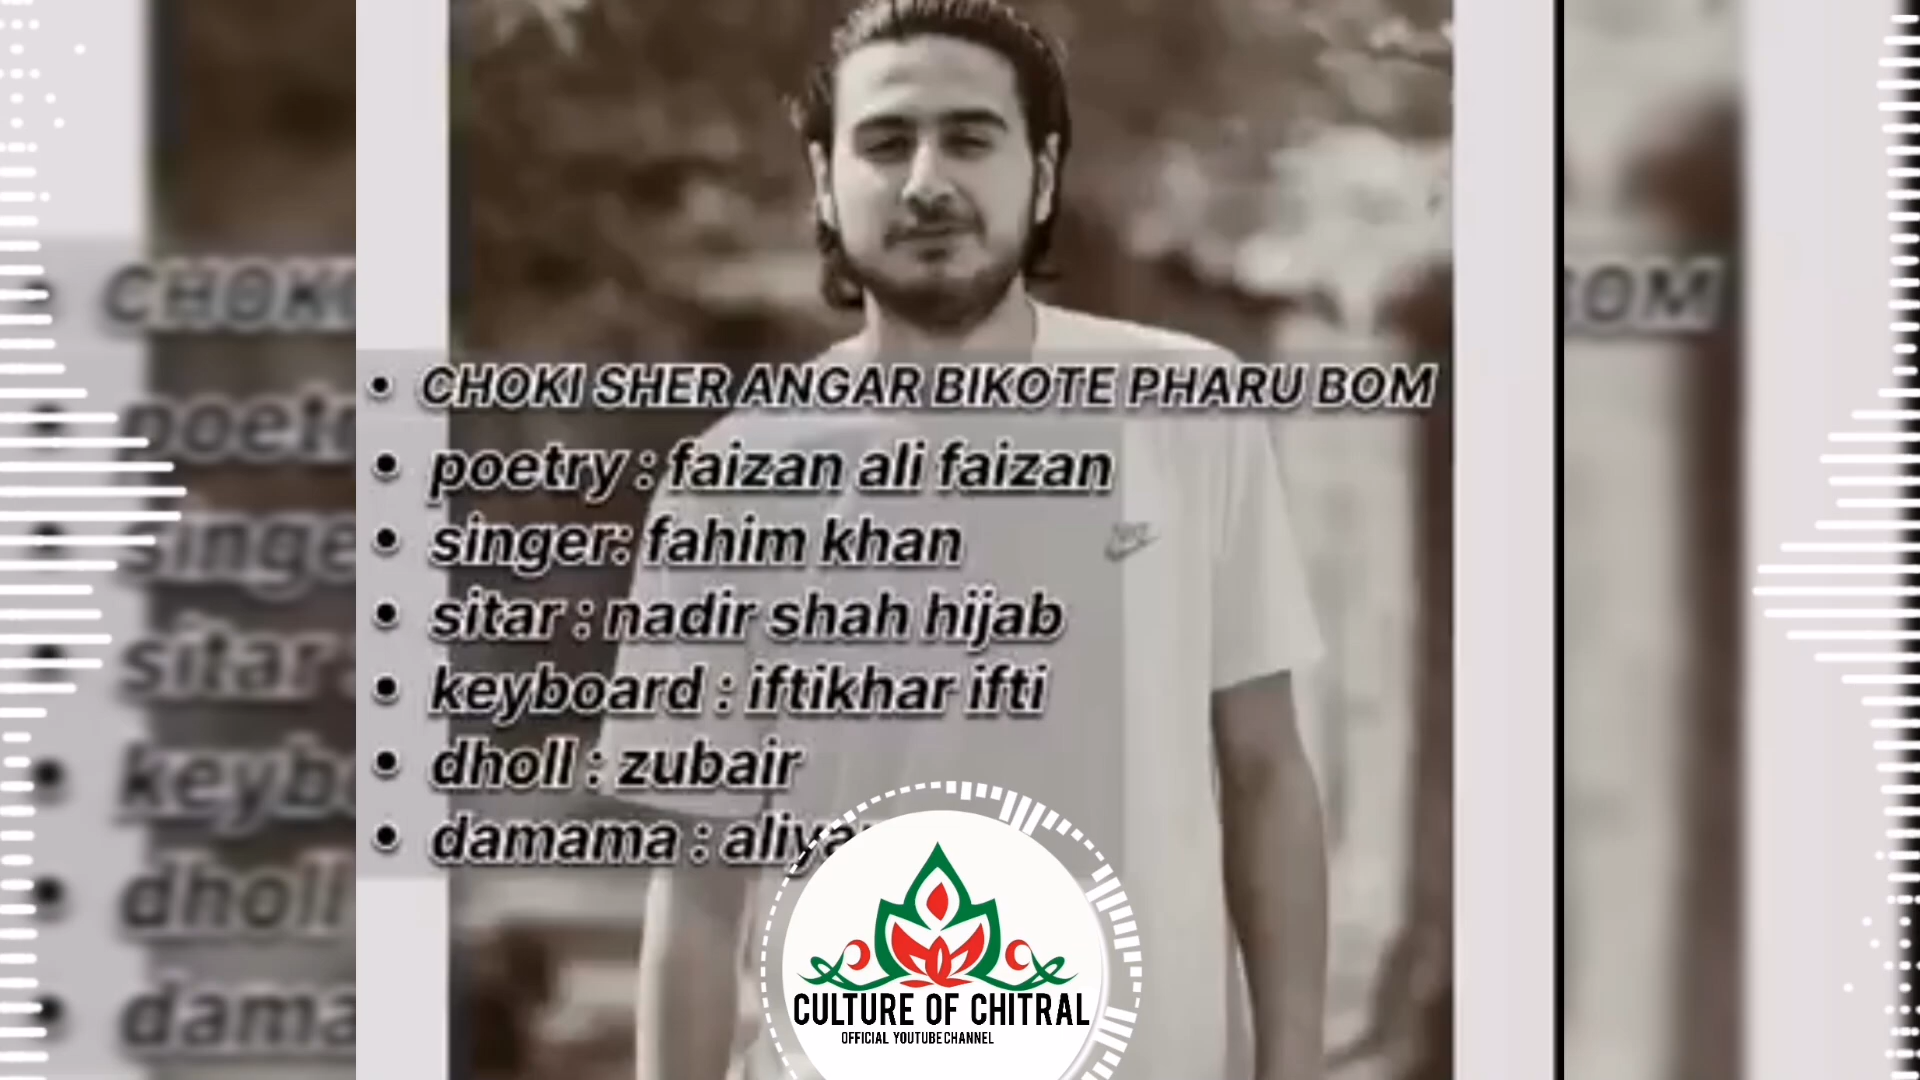 • CHOKI SHER ANGAR BIKOTE PHARU BOM
• poetry : faizan ali faizan
• singer: fahim khan
• sitar : nadir shah hijab
• keyboard : iftikhar ifti
• dholl : zubair
• damama :
CULTURE OF CHITRAL
OFFICIAL YOUTUBE CHANNEL